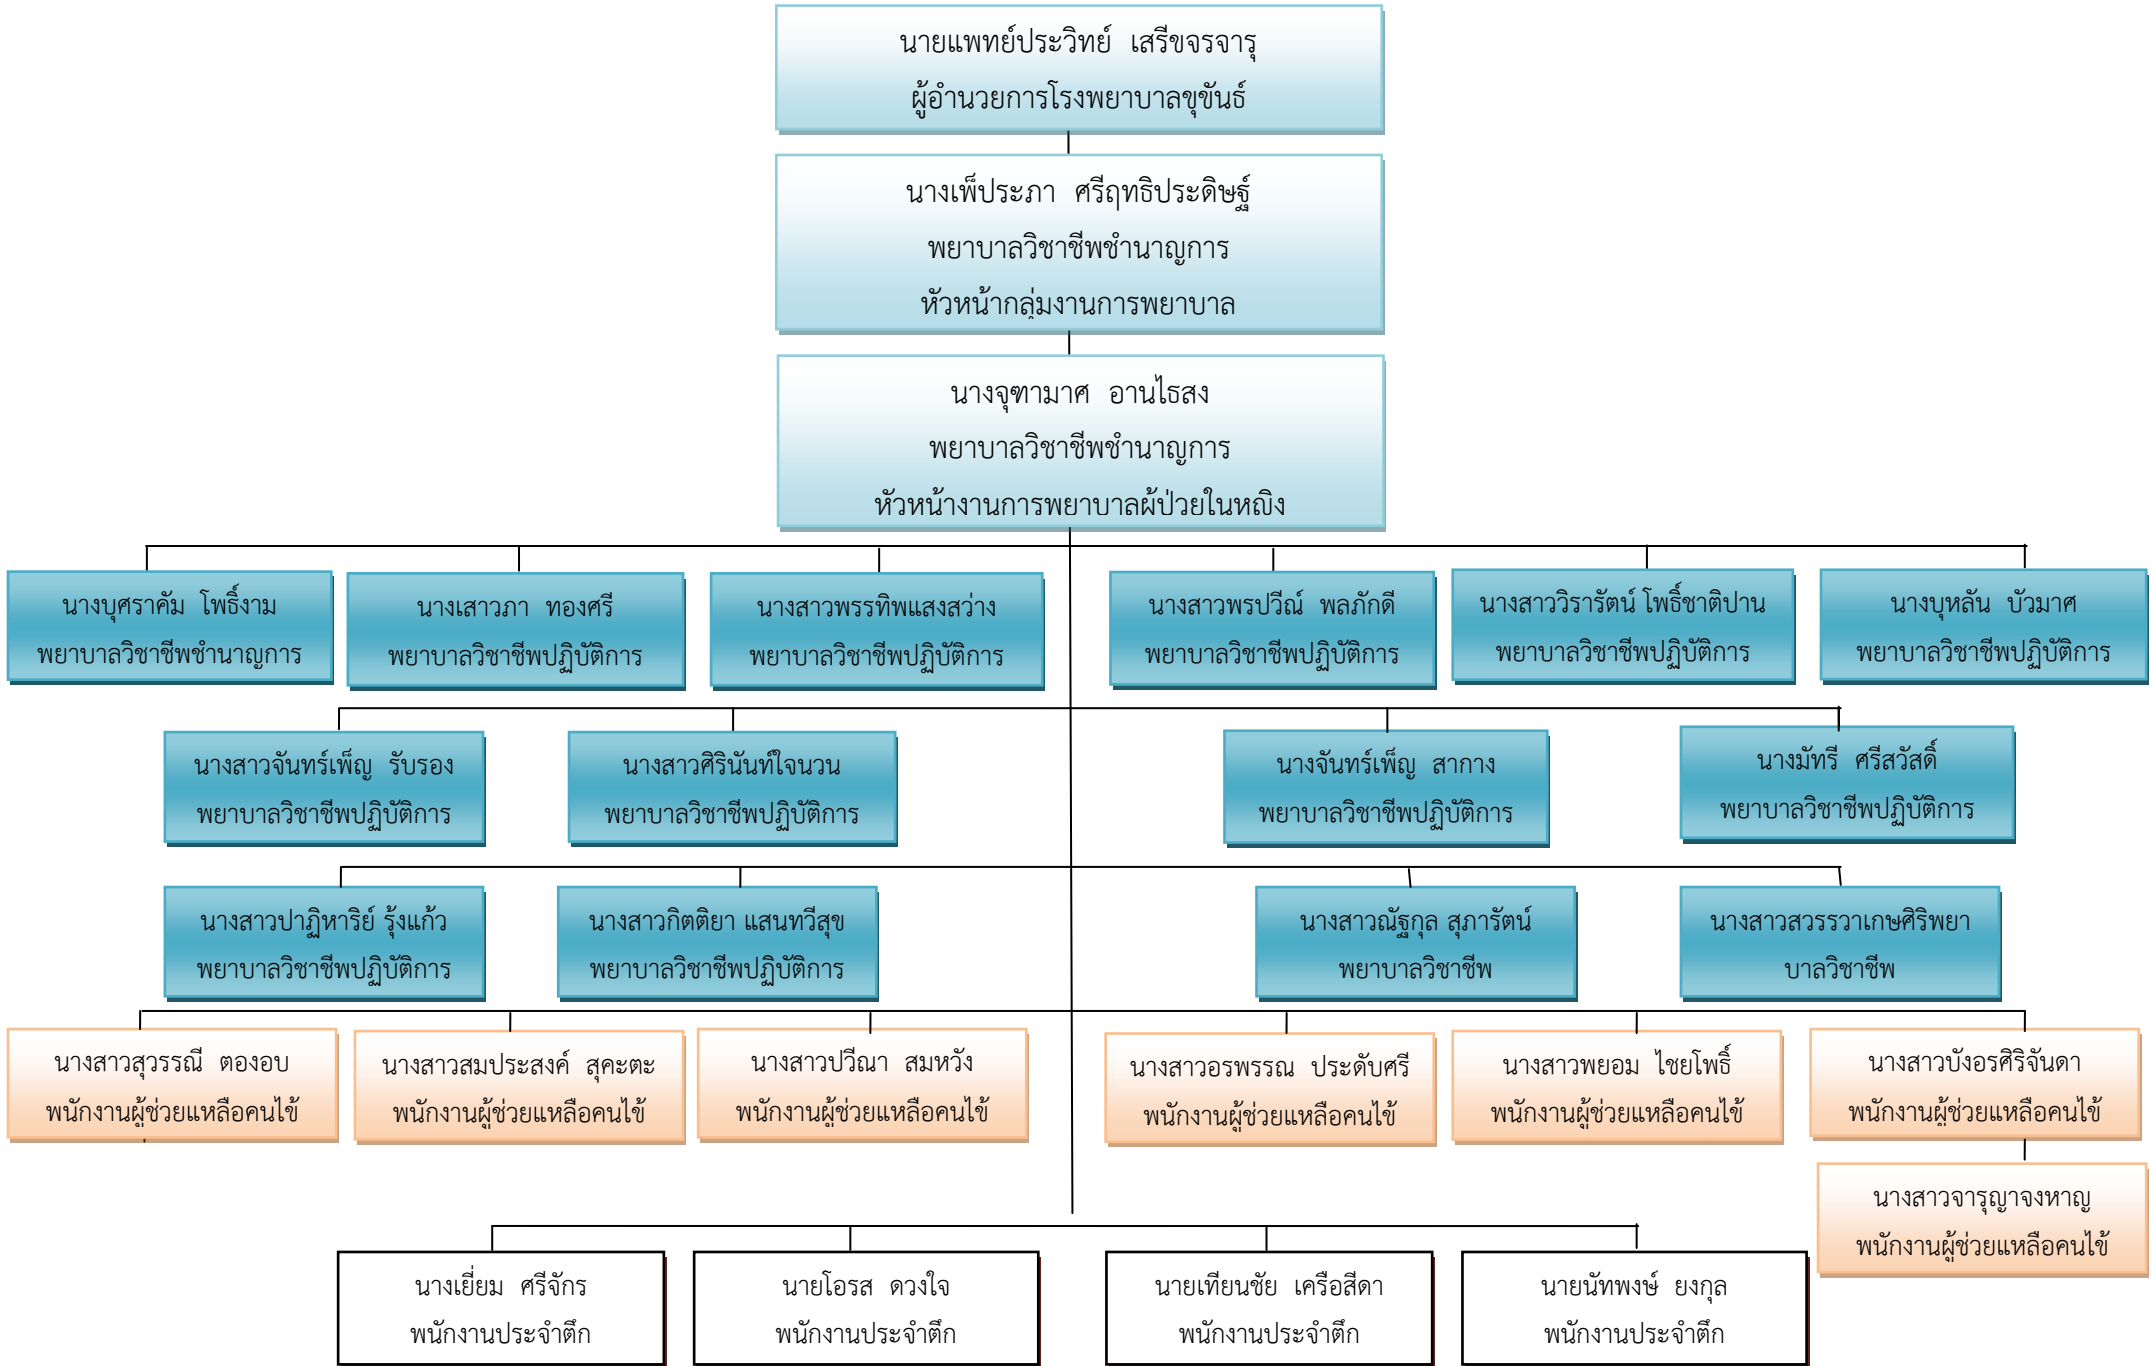 นายแพทย์ประวิทย์ เสรีขจรจารุ
ผู้อำนวยการโรงพยาบาลขุขันธ์
นางเพ็ประภา ศรีฤทธิประดิษฐ์
พยาบาลวิชาชีพชำนาญการ
หัวหน้ากลุ่มงานการพยาบาล
นางจุฑามาศ อานไธสง
พยาบาลวิชาชีพชำนาญการ
หัวหน้างานการพยาบาลผู้ป่วยในหญิง
นางบุศราคัม โพธิ์งาม
พยาบาลวิชาชีพชำนาญการ
นางเสาวภา ทองศรี
พยาบาลวิชาชีพปฏิบัติการ
นางสาวพรรทิพแสงสว่าง
พยาบาลวิชาชีพปฏิบัติการ
นางสาวพรปวีณ์ พลภักดี
พยาบาลวิชาชีพปฏิบัติการ
นางสาววิรารัตน์ โพธิ์ชาติปาน
พยาบาลวิชาชีพปฏิบัติการ
นางบุหลัน บัวมาศ
พยาบาลวิชาชีพปฏิบัติการ
นางสาวจันทร์เพ็ญ รับรอง
พยาบาลวิชาชีพปฏิบัติการ
นางสาวศิรินันท์ใจนวน
พยาบาลวิชาชีพปฏิบัติการ
นางจันทร์เพ็ญ สากาง
พยาบาลวิชาชีพปฏิบัติการ
นางมัทรี ศรีสวัสดิ์
พยาบาลวิชาชีพปฏิบัติการ
นางสาวปาฏิหาริย์ รุ้งแก้ว
พยาบาลวิชาชีพปฏิบัติการ
นางสาวกิตติยา แสนทวีสุข
พยาบาลวิชาชีพปฏิบัติการ
นางสาวณัฐกุล สุภารัตน์
พยาบาลวิชาชีพ
นางสาวสวรรวาเกษศิริพยา
บาลวิชาชีพ
นางสาวสุวรรณี ตองอบ
พนักงานผู้ช่วยแหลือคนไข้
นางสาวสมประสงค์ สุคะตะ
พนักงานผู้ช่วยแหลือคนไข้
นางสาวปวีณา สมหวัง
พนักงานผู้ช่วยแหลือคนไข้
นางสาวอรพรรณ ประดับศรี
พนักงานผู้ช่วยแหลือคนไข้
นางสาวพยอม ไชยโพธิ์
พนักงานผู้ช่วยแหลือคนไข้
นางสาวบังอรศิริจันดา
พนักงานผู้ช่วยแหลือคนไข้
นางสาวจารุญาจงหาญ
พนักงานผู้ช่วยแหลือคนไข้
นางเยี่ยม ศรีจักร
พนักงานประจำตึก
นายโอรส ดวงใจ
พนักงานประจำตึก
นายเทียนชัย เครือสีดา
พนักงานประจำตึก
นายนัทพงษ์ ยงกุล
พนักงานประจำตึก